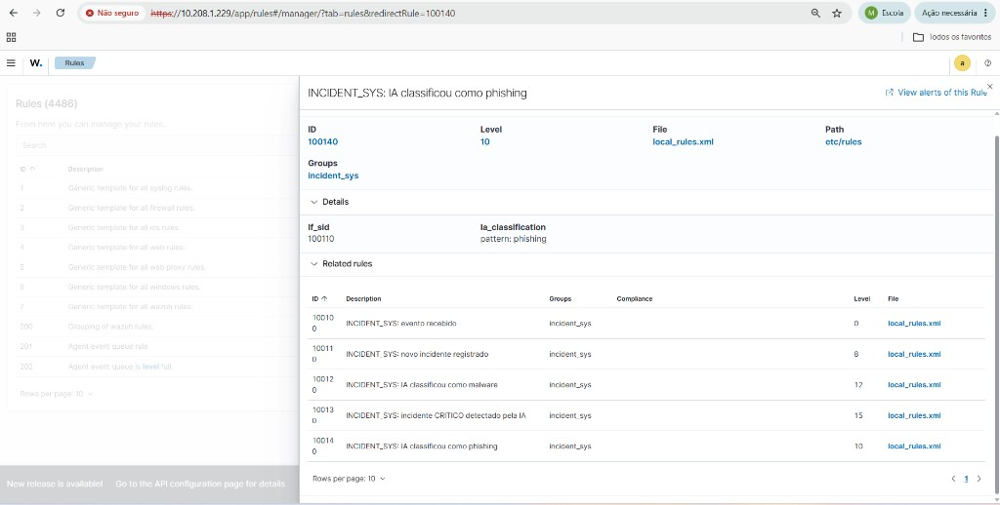 Não seguro
https://10.208.1.229/app/rules#/manager/?tab=rules&redirectRule=100140
M Escola
Ação necessária
Todos os favoritos
W.
Rules
a
Rules (4486)
From here you can manage your rules.
Search
ID Description
1 Generic template for all syslog rules.
2 Generic template for all firewall rules.
3 Generic template for all ids rules.
4 Generic template for all web rules.
5 Generic template for all web proxy rules.
6 Generic template for all windows rules.
7 Generic template for all wazuh rules.
200 Grouping of wazuh rules.
201 Agent event queue rule
202 Agent event queue is level full.
Rows per page: 10
New release is available! Go to the API configuration page for details
INCIDENT_SYS: IA classificou como phishing
View alerts of this Rule
ID Level File Path
100140 10 local_rules.xml etc/rules
Groups
incident_sys
Details
If_sid Ia_classification
100110 pattern: phishing
Related rules
ID Description Groups Compliance Level File
100100 INCIDENT_SYS: evento recebido incident_sys 0 local_rules.xml
100110 INCIDENT_SYS: novo incidente registrado incident_sys 8 local_rules.xml
100120 INCIDENT_SYS: IA classificou como malware incident_sys 12 local_rules.xml
100130 INCIDENT_SYS: incidente CRITICO detectado pela IA incident_sys 15 local_rules.xml
100140 INCIDENT_SYS: IA classificou como phishing incident_sys 10 local_rules.xml
Rows per page: 10
1